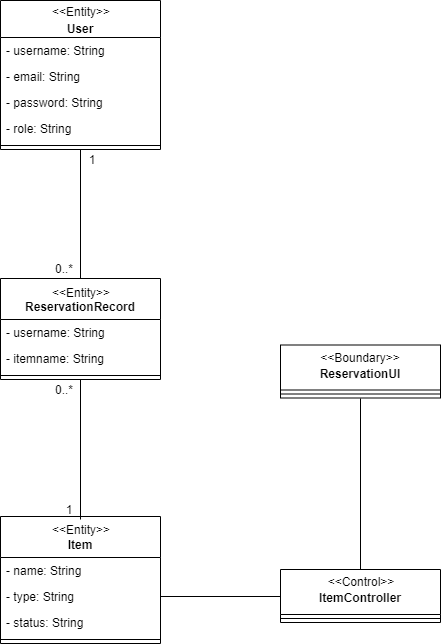 <<Entity>>
User
- username: String
- email: String
- password: String
- role: String
1
0..*
<<Entity>>
ReservationRecord
- username: String
- itemname: String
0..*
1
<<Entity>>
Item
- name: String
- type: String
- status: String
<<Boundary>>
ReservationUI
<<Control>>
ItemController